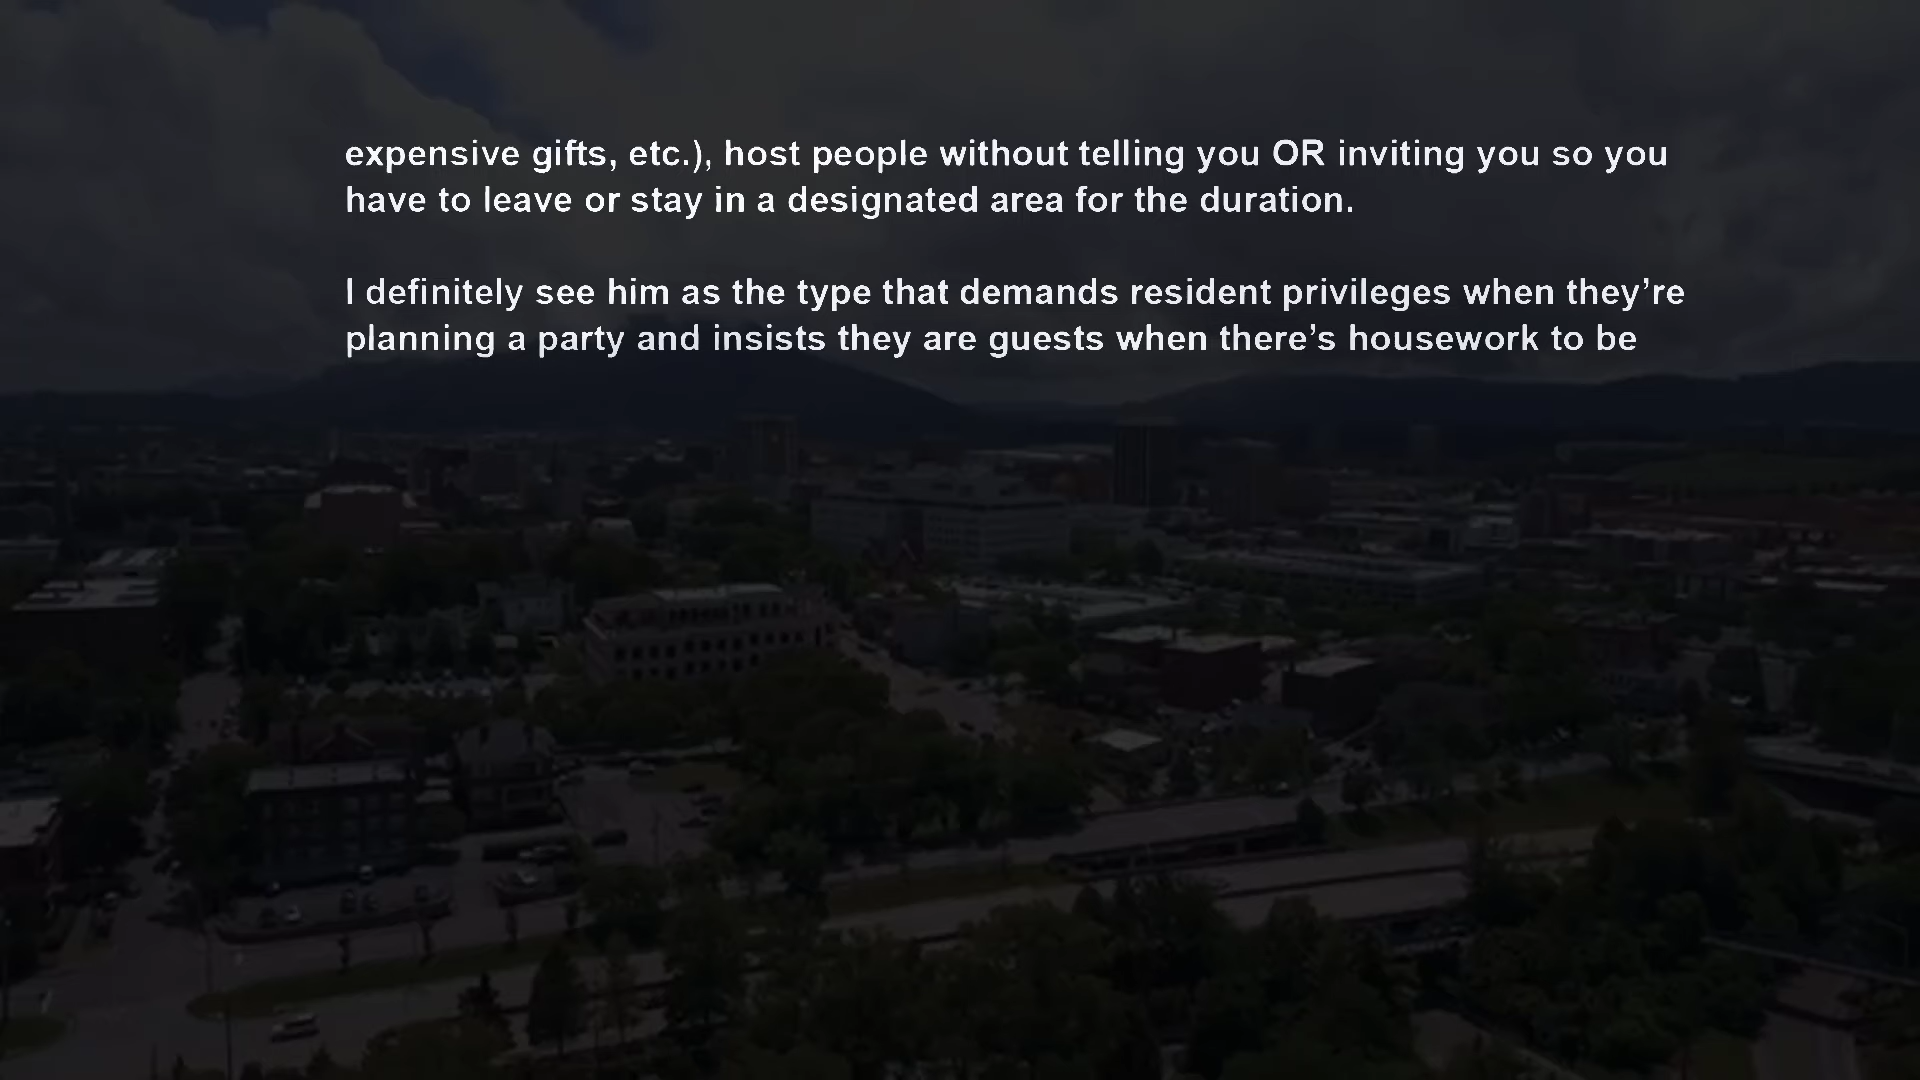 expensive gifts, etc.), host people without telling you OR inviting you so you
have to leave or stay in a designated area for the duration.
I definitely see him as the type that demands resident privileges when they’re
planning a party and insists they are guests when there’s housework to be